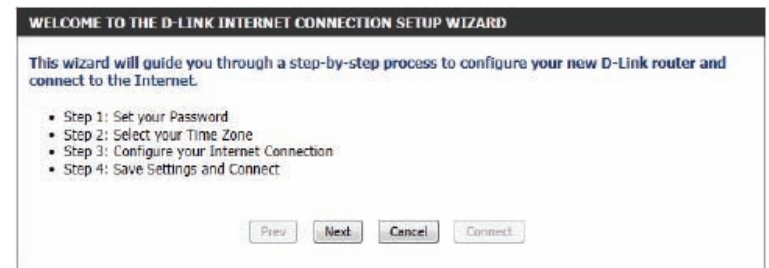 WELCOME TO THE D-LINK INTERNET CONNECTION SETUP WIZARD
This wizard will guide you through a step-by-step process to configure your new D-Link router and
connect to the Internet.
• Step 1: Set your Password
• Step 2: Select your Time Zone
• Step 3: Configure your Internet Connection
• Step 4: Save Settings and Connect
Prev Next Cancel Connect